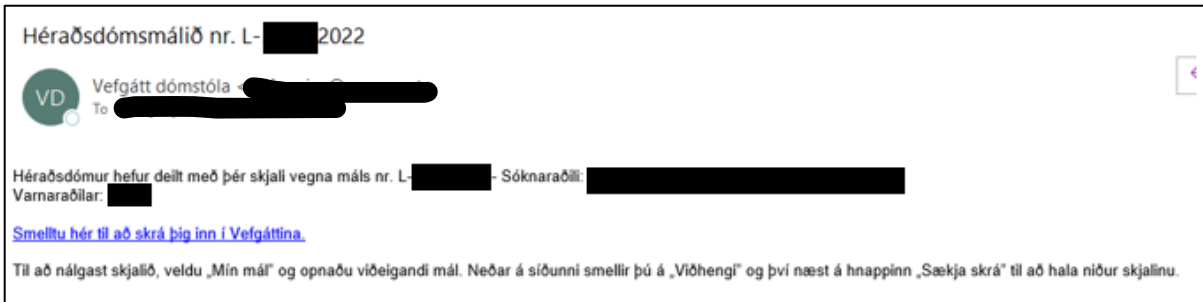 Héraðsdómsmálið nr. L- 2022
VD
Vefgátt dómstóla <
To
Héraðsdómur hefur deilt með þér skjali vegna máls nr. L- - Sóknaraðili:
Varnaraðilar:
Smelltu hér til að skrá þig inn í Vefgáttina.
Til að nálgast skjalið, veldu „Mín mál" og opnaðu viðeigandi mál. Neðar á síðunni smellir þú á „Viðhengi" og því næst á hnappinn „Sækja skrá" til að hala niður skjalinu.